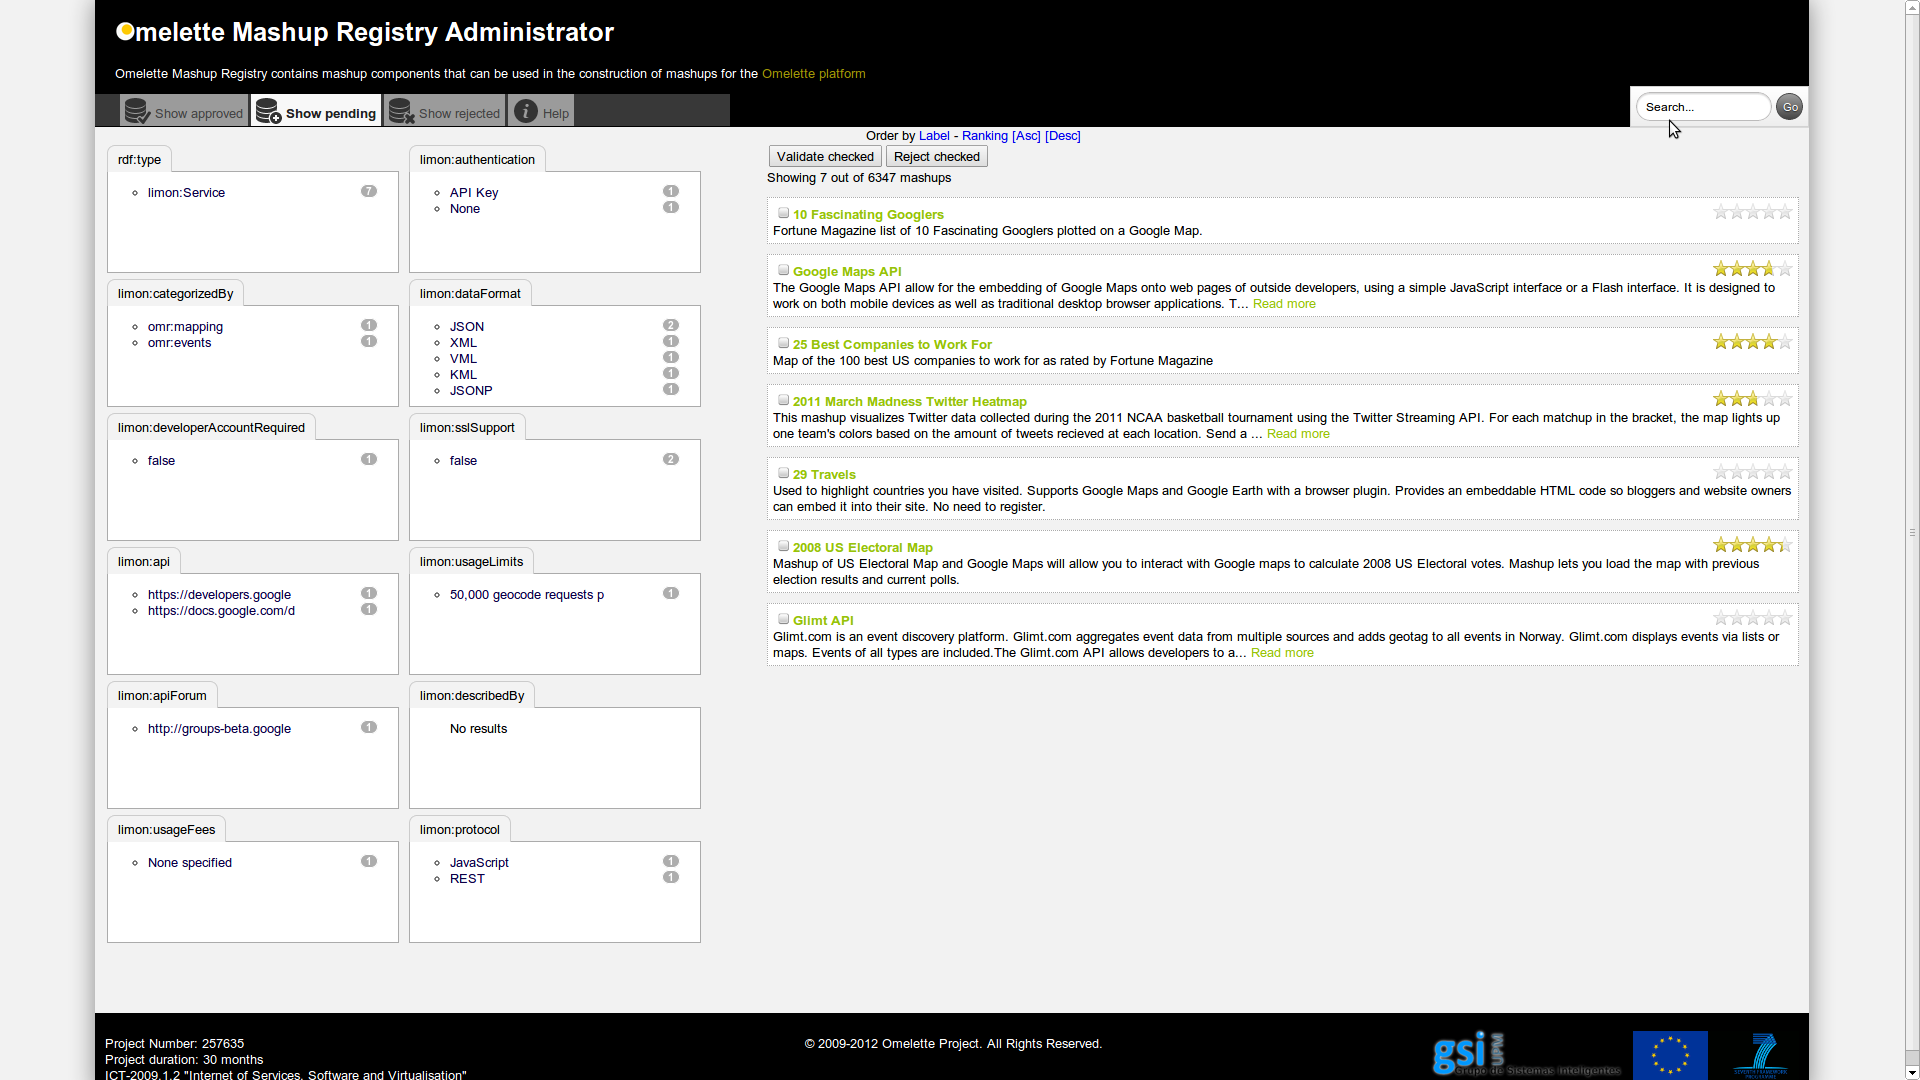 Omelette Mashup Registry Administrator
Omelette Mashup Registry contains mashup components that can be used in the construction of mashups for the Omelette platform
Show approved
Show pending
Show rejected
Help
Search...
Go
Order by Label - Ranking [Asc] [Desc]
Validate checked
Reject checked
Showing 7 out of 6347 mashups
rdf:type
limon:Service 7
limon:authentication
API Key 1
None 1
limon:categorizedBy
omr:mapping 1
omr:events 1
limon:dataFormat
JSON 2
XML 1
VML 1
KML 1
JSONP 1
limon:developerAccountRequired
false 1
limon:sslSupport
false 2
limon:api
https://developers.google 1
https://docs.google.com/d 1
limon:usageLimits
50,000 geocode requests p 1
limon:apiForum
http://groups-beta.google 1
limon:describedBy
No results
limon:usageFees
None specified 1
limon:protocol
JavaScript 1
REST 1
10 Fascinating Googlers
Fortune Magazine list of 10 Fascinating Googlers plotted on a Google Map.
Google Maps API
The Google Maps API allow for the embedding of Google Maps onto web pages of outside developers, using a simple JavaScript interface or a Flash interface. It is designed to
work on both mobile devices as well as traditional desktop browser applications. T... Read more
25 Best Companies to Work For
Map of the 100 best US companies to work for as rated by Fortune Magazine
2011 March Madness Twitter Heatmap
This mashup visualizes Twitter data collected during the 2011 NCAA basketball tournament using the Twitter Streaming API. For each matchup in the bracket, the map lights up
one team's colors based on the amount of tweets recieved at each location. Send a ... Read more
29 Travels
Used to highlight countries you have visited. Supports Google Maps and Google Earth with a browser plugin. Provides an embeddable HTML code so bloggers and website owners
can embed it into their site. No need to register.
2008 US Electoral Map
Mashup of US Electoral Map and Google Maps will allow you to interact with Google maps to calculate 2008 US Electoral votes. Mashup lets you load the map with previous
election results and current polls.
Glimt API
Glimt.com is an event discovery platform. Glimt.com aggregates event data from multiple sources and adds geotag to all events in Norway. Glimt.com displays events via lists or
maps. Events of all types are included.The Glimt.com API allows developers to a... Read more
Project Number: 257635
Project duration: 30 months
ICT-2009.1.2 "Internet of Services, Software and Virtualisation"
© 2009-2012 Omelette Project. All Rights Reserved.
gsi
UPM
Grupo de Sistemas Inteligentes